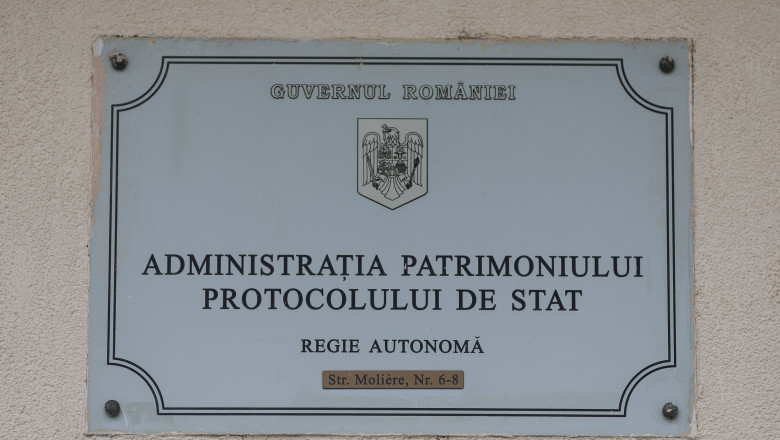 GUVERNUL ROMÂNIEI
ADMINISTRAȚIA PATRIMONIULUI
PROTOCOLULUI DE STAT
REGIE AUTONOMĂ
Str. Molière, Nr. 6-8